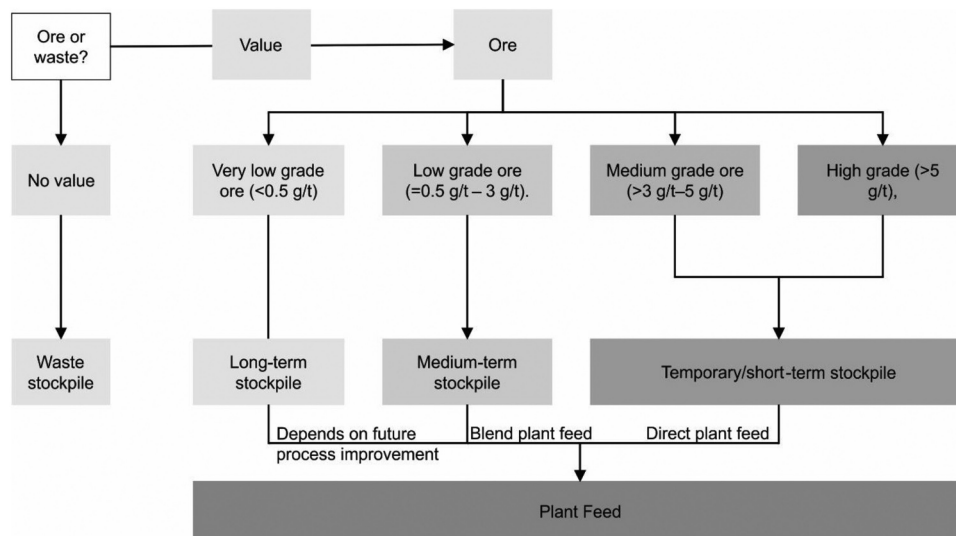 Ore or
waste?
Value
Ore
No value
Very low grade
ore (<0.5 g/t)
Low grade ore
(=0.5 g/t – 3 g/t).
Medium grade ore
(>3 g/t–5 g/t)
High grade (>5
g/t),
Waste
stockpile
Long-term
stockpile
Medium-term
stockpile
Temporary/short-term stockpile
Depends on future
process improvement
Blend plant feed
Direct plant feed
Plant Feed